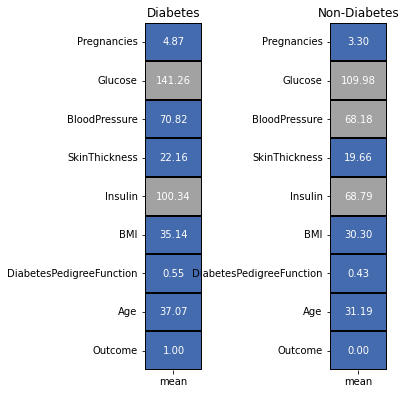 Diabetes
Pregnancies 4.87
Glucose 141.26
BloodPressure 70.82
SkinThickness 22.16
Insulin 100.34
BMI 35.14
DiabetesPedigreeFunction 0.55
Age 37.07
Outcome 1.00
mean
Non-Diabetes
Pregnancies 3.30
Glucose 109.98
BloodPressure 68.18
SkinThickness 19.66
Insulin 68.79
BMI 30.30
DiabetesPedigreeFunction 0.43
Age 31.19
Outcome 0.00
mean